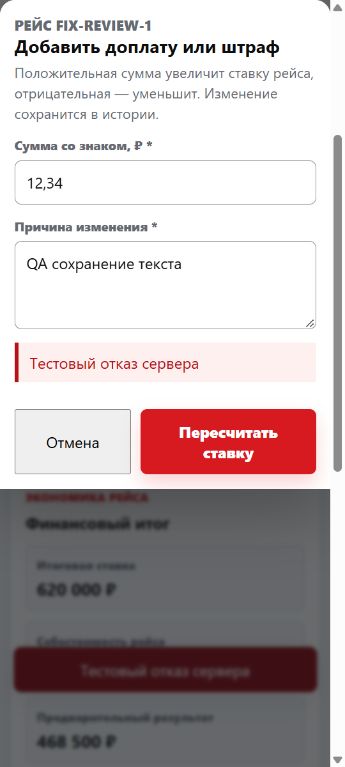 РЕЙС FIX-REVIEW-1
Добавить доплату или штраф
Положительная сумма увеличит ставку рейса,
отрицательная — уменьшит. Изменение
сохранится в истории.
Сумма со знаком, ₽ *
12,34
Причина изменения *
QA сохранение текста
Тестовый отказ сервера
Отмена
Пересчитать
ставку
ЭКОНОМИКА РЕЙСА
Финансовый итог
Итоговая ставка
620 000 ₽
Себестоимость рейса
Тестовый отказ сервера
Предварительный результат
468 500 ₽